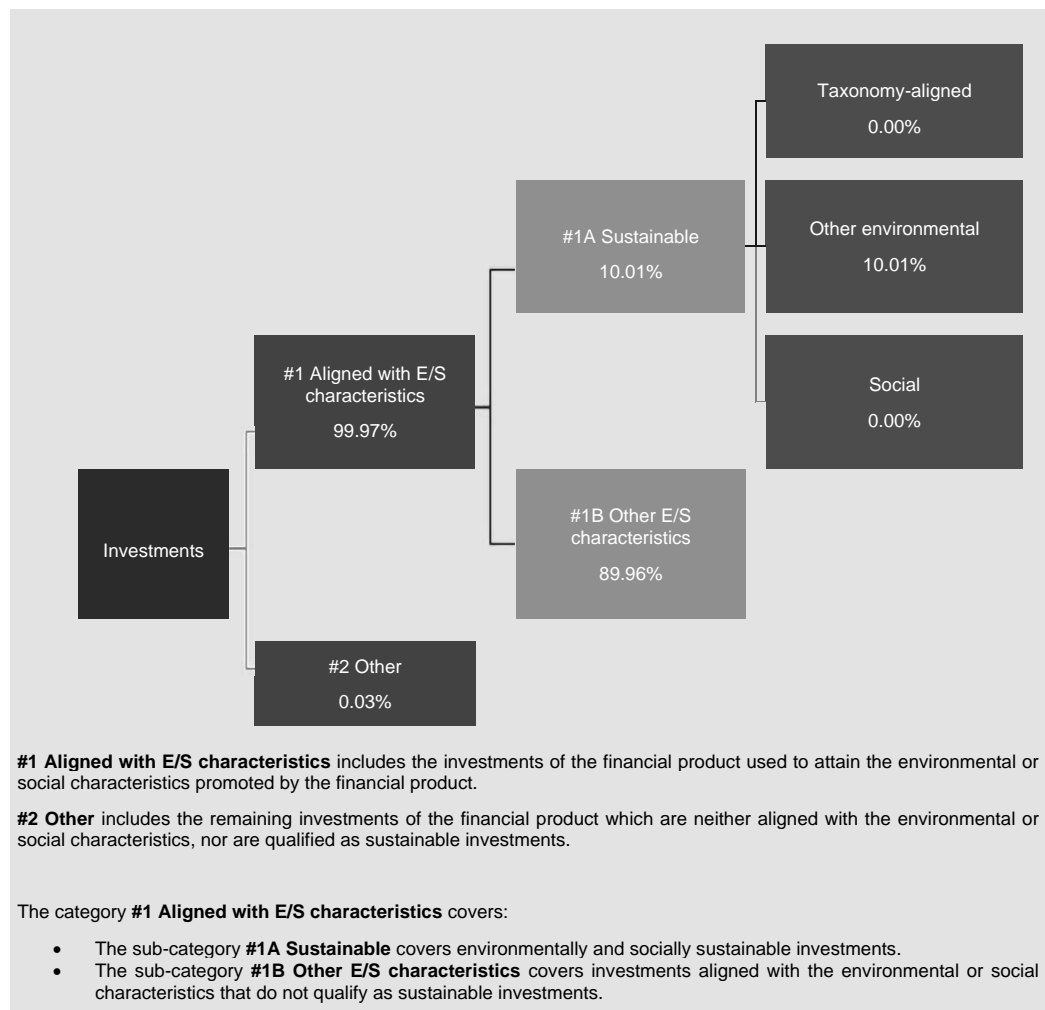 Taxonomy-aligned
0.00%
#1A Sustainable
10.01%
Other environmental
10.01%
#1 Aligned with E/S
characteristics
99.97%
Social
0.00%
Investments
#1B Other E/S
characteristics
89.96%
#2 Other
0.03%
#1 Aligned with E/S characteristics includes the investments of the financial product used to attain the environmental or
social characteristics promoted by the financial product.
#2 Other includes the remaining investments of the financial product which are neither aligned with the environmental or
social characteristics, nor are qualified as sustainable investments.
The category #1 Aligned with E/S characteristics covers:
• The sub-category #1A Sustainable covers environmentally and socially sustainable investments.
• The sub-category #1B Other E/S characteristics covers investments aligned with the environmental or social
characteristics that do not qualify as sustainable investments.